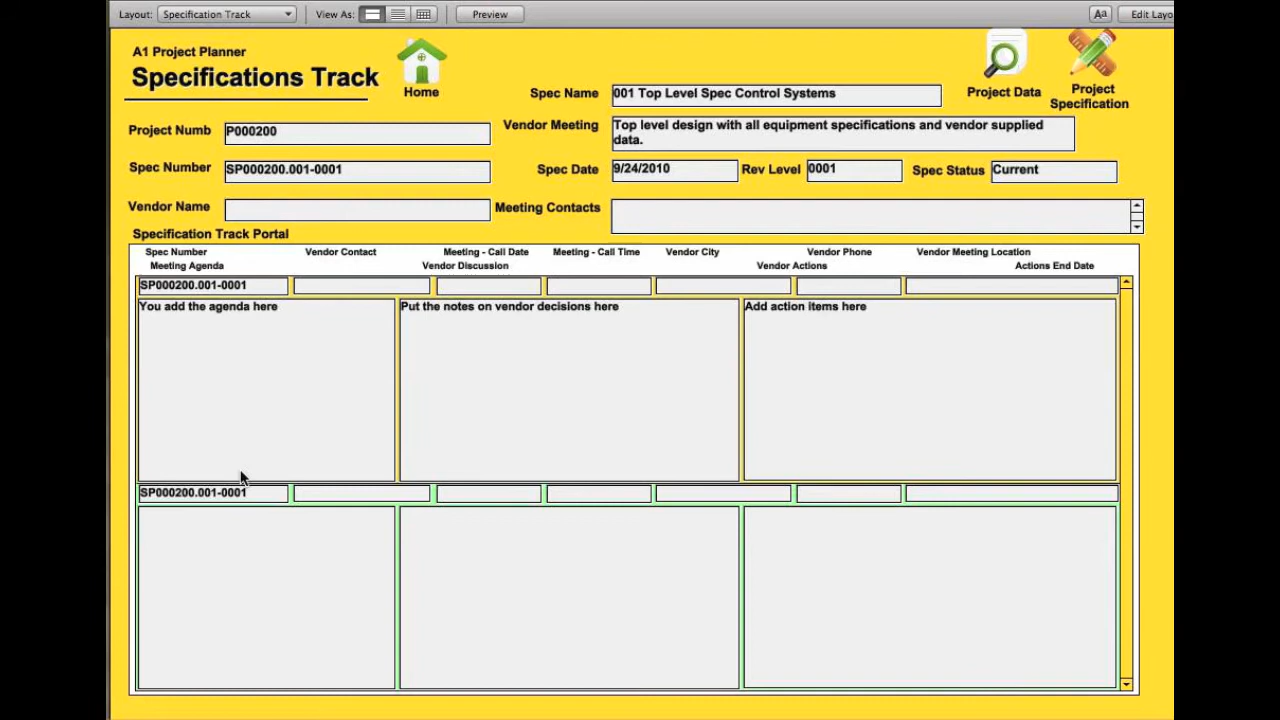 Layout: Specification Track View As: Preview Aa Edit Layo
A1 Project Planner
Specifications Track
Home
Project Data
Project
Specification
Spec Name 001 Top Level Spec Control Systems
Project Numb P000200
Vendor Meeting Top level design with all equipment specifications and vendor supplied
data.
Spec Number SP000200.001-0001
Spec Date 9/24/2010 Rev Level 0001 Spec Status Current
Vendor Name
Meeting Contacts
Specification Track Portal
Spec Number Vendor Contact Meeting - Call Date Meeting - Call Time Vendor City Vendor Phone Vendor Meeting Location
Meeting Agenda Vendor Discussion Vendor Actions Actions End Date
SP000200.001-0001
You add the agenda here Put the notes on vendor decisions here Add action items here
SP000200.001-0001